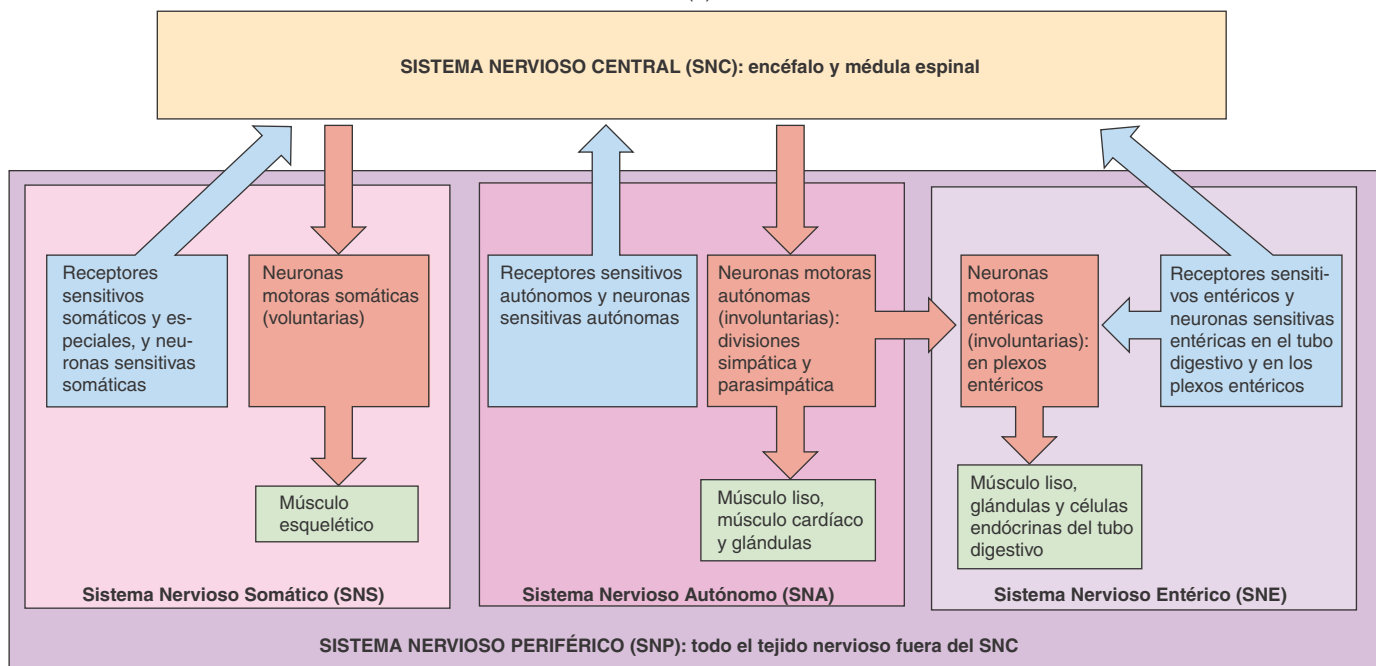 SISTEMA NERVIOSO CENTRAL (SNC): encéfalo y médula espinal
Receptores
sensitivos
somáticos y es-
peciales, y neu-
ronas sensitivas
somáticas
Neuronas
motoras somáticas
(voluntarias)
Músculo
esquelético
Sistema Nervioso Somático (SNS)
Receptores sensitivos
autónomos y neuronas
sensitivas autónomas
Neuronas motoras
autónomas
(involuntarias):
divisiones
simpática y
parasimpática
Músculo liso,
músculo cardíaco
y glándulas
Sistema Nervioso Autónomo (SNA)
Neuronas
motoras
entéricas
(involuntarias):
en plexos
entéricos
Receptores sensiti-
vos entéricos y
neuronas sensitivas
entéricas en el tubo
digestivo y en los
plexos entéricos
Músculo liso,
glándulas y células
endócrinas del tubo
digestivo
Sistema Nervioso Entérico (SNE)
SISTEMA NERVIOSO PERIFÉRICO (SNP): todo el tejido nervioso fuera del SNC